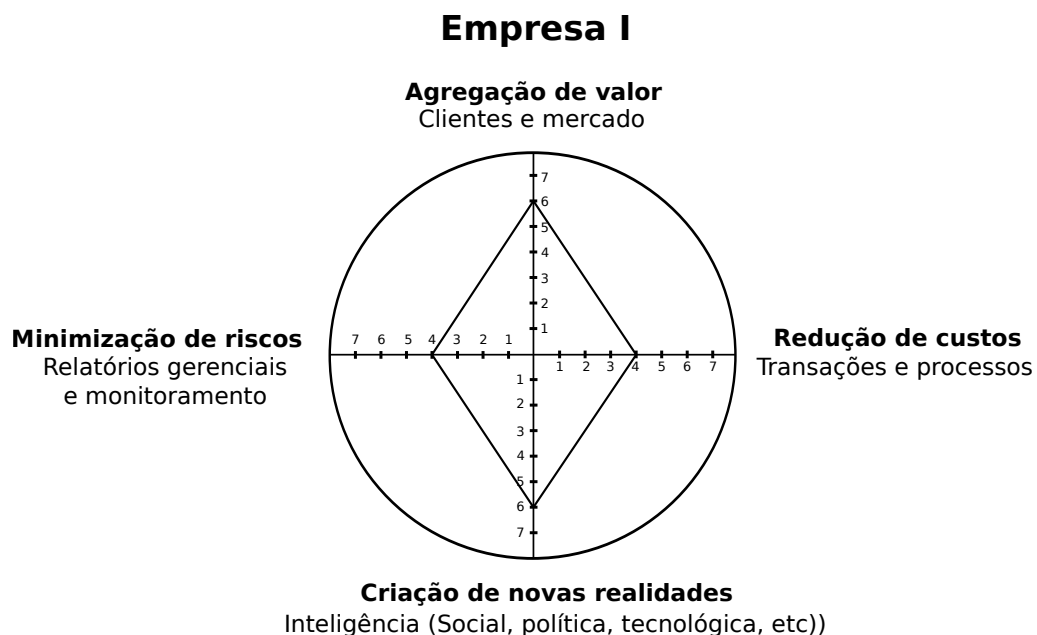 Empresa I
Agregação de valor
Clientes e mercado
7
6
5
4
3
2
1
Minimização de riscos
Relatórios gerenciais
e monitoramento
7 6 5 4 3 2 1
1 2 3 4 5 6 7
Redução de custos
Transações e processos
1
2
3
4
5
6
7
Criação de novas realidades
Inteligência (Social, política, tecnológica, etc))